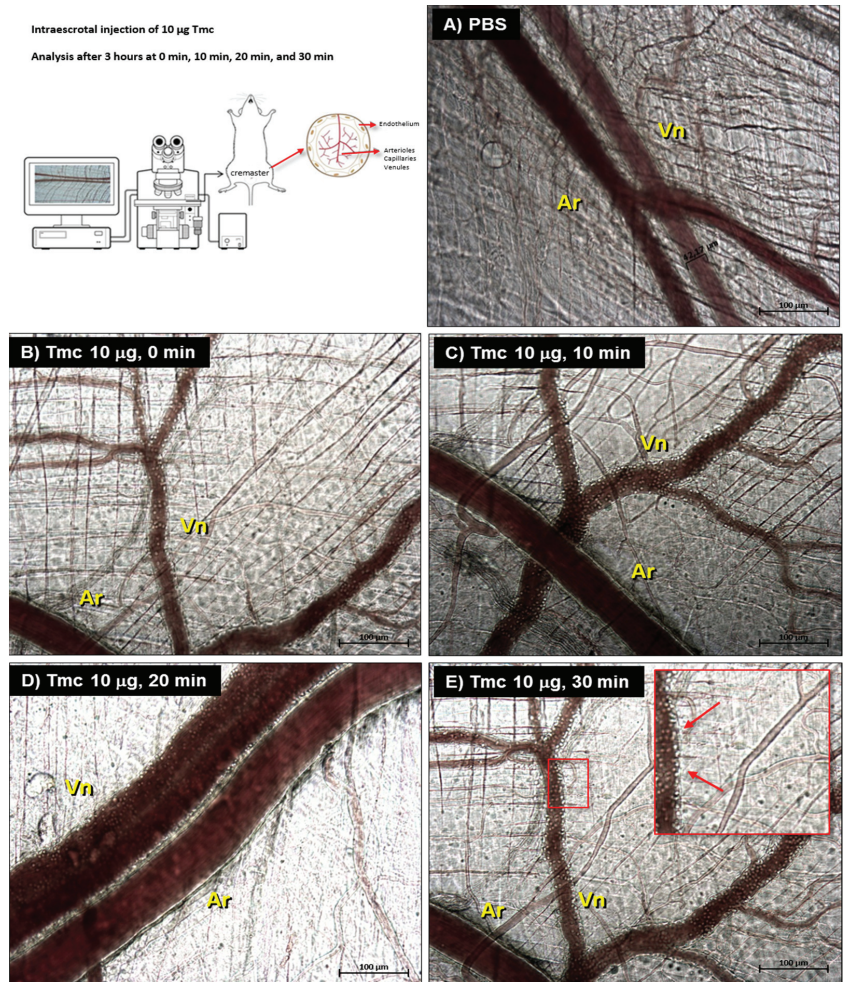 Intraescrotal injection of 10 µg Tmc
Analysis after 3 hours at 0 min, 10 min, 20 min, and 30 min
Endothelium
cremaster
Arterioles
Capillaries
Venules
A) PBS
Vn
Ar
42,17 µm
100 µm
B) Tmc 10 µg, 0 min
Vn
Ar
100 µm
C) Tmc 10 µg, 10 min
Vn
Ar
100 µm
D) Tmc 10 µg, 20 min
Vn
Ar
100 µm
E) Tmc 10 µg, 30 min
Ar
Vn
100 µm